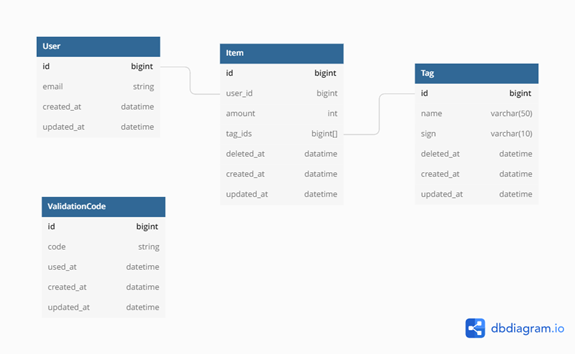 User
id bigint
email string
created_at datatime
updated_at datetime
Item
id bigint
user_id bigint
amount int
tag_ids bigint[]
deleted_at datatime
created_at datatime
updated_at datetime
Tag
id bigint
name varchar(50)
sign varchar(10)
deleted_at datetime
created_at datatime
updated_at datetime
ValidationCode
id bigint
code string
used_at datetime
created_at datetime
updated_at datetime
dbdiagram.io